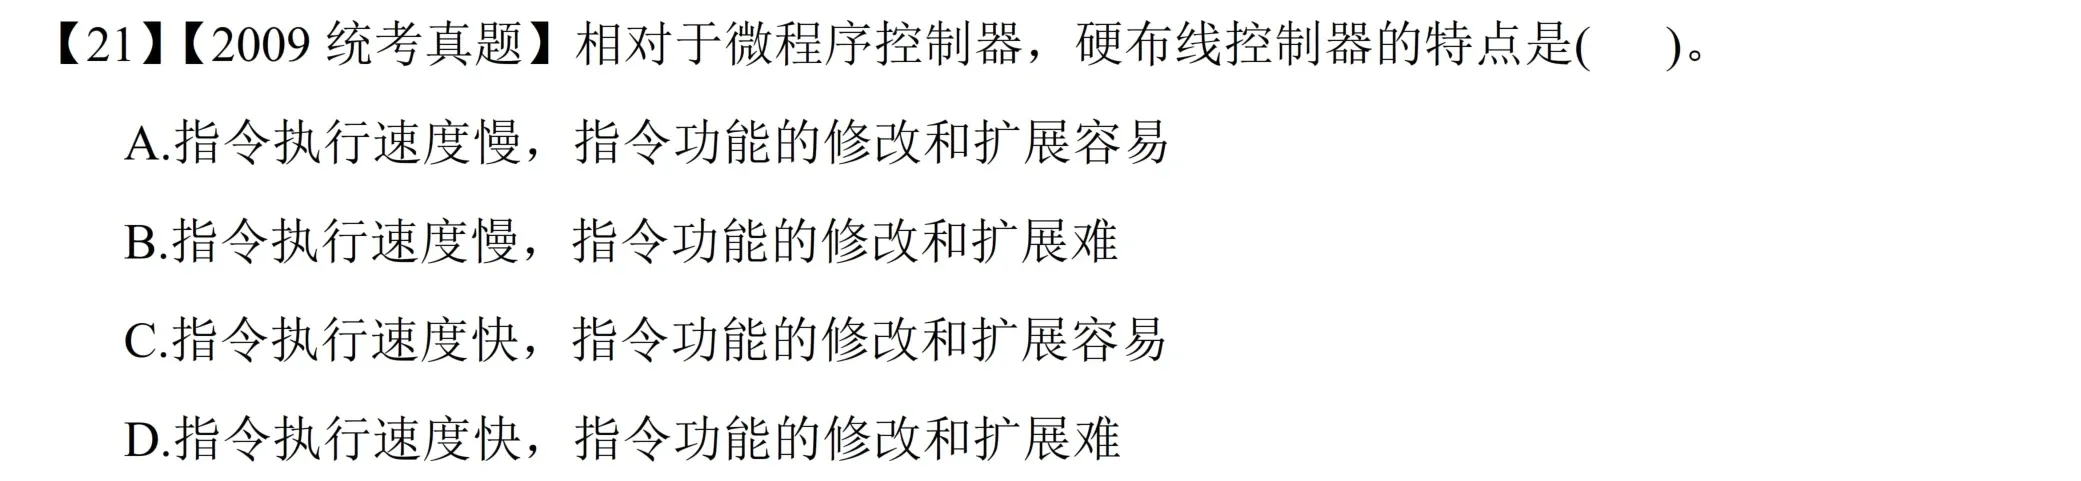 【21】【2009 统考真题】相对于微程序控制器，硬布线控制器的特点是(    )。
A.指令执行速度慢，指令功能的修改和扩展容易
B.指令执行速度慢，指令功能的修改和扩展难
C.指令执行速度快，指令功能的修改和扩展容易
D.指令执行速度快，指令功能的修改和扩展难